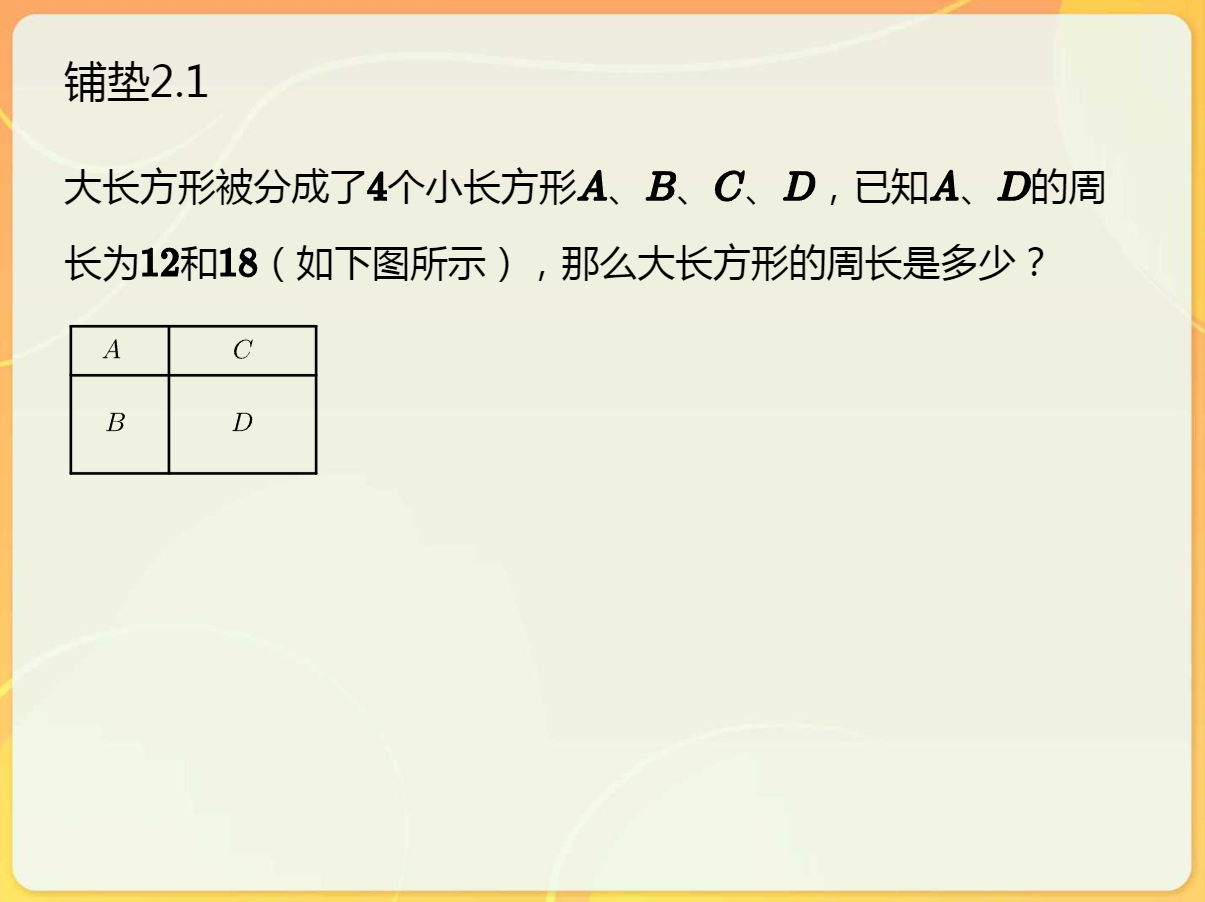 铺垫2.1
大长方形被分成了4个小长方形A、B、C、D，已知A、D的周
长为12和18（如下图所示），那么大长方形的周长是多少？
A C
B D